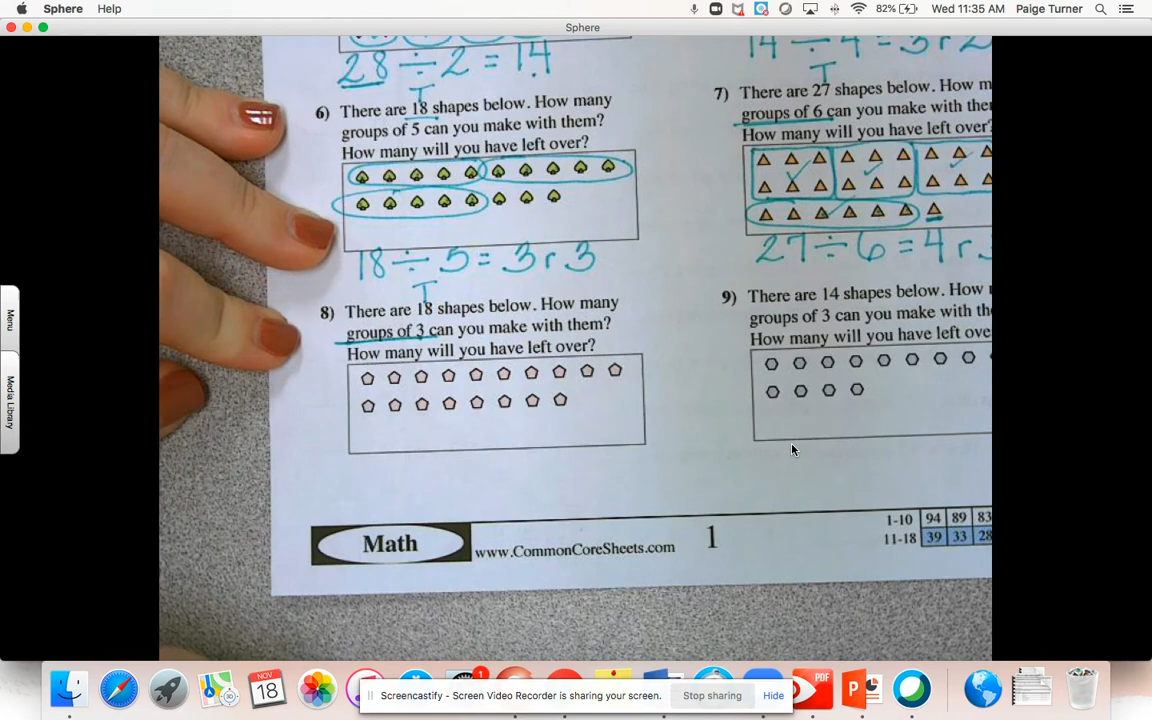 Sphere Help 82% Wed 11:35 AM Paige Turner
Sphere
Menu
Media Library
28 ÷ 2 = 14
T
6) There are 18 shapes below. How many
groups of 5 can you make with them?
How many will you have left over?
18 ÷ 5 = 3 r 3
T
8) There are 18 shapes below. How many
groups of 3 can you make with them?
How many will you have left over?
14 ÷ 4 = 3 r 2
T
7) There are 27 shapes below. How m
groups of 6 can you make with the
How many will you have left over?
27 ÷ 6 = 4 r
9) There are 14 shapes below. How
groups of 3 can you make with th
How many will you have left ove
Math www.CommonCoreSheets.com 1
1-10 94 89 83
11-18 39 33 28
NOV
18
1
PDF
Screencastify - Screen Video Recorder is sharing your screen. Stop sharing Hide